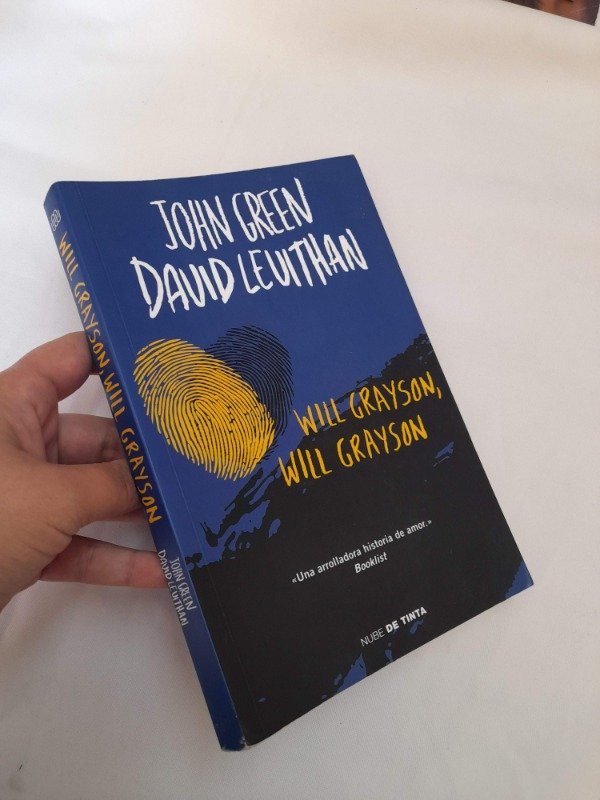 JOHN GREEN
DAVID LEVITHAN
WILL GRAYSON,
WILL GRAYSON
«Una arrolladora historia de amor.»
Booklist
NUBE DE TINTA
WILL GRAYSON, WILL GRAYSON
JOHN GREEN
DAVID LEVITHAN